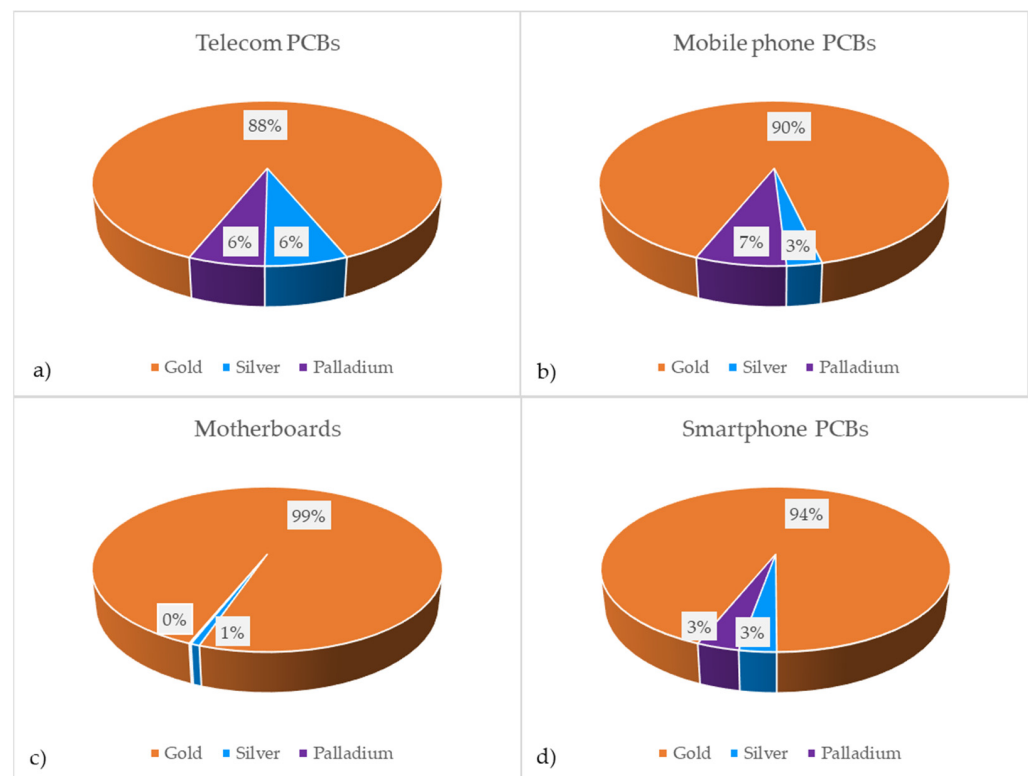 Telecom PCBs
88%
6%
6%
Gold Silver Palladium
a)
Mobile phone PCBs
90%
7%
3%
Gold Silver Palladium
b)
Motherboards
99%
0%
1%
Gold Silver Palladium
c)
Smartphone PCBs
94%
3%
3%
Gold Silver Palladium
d)